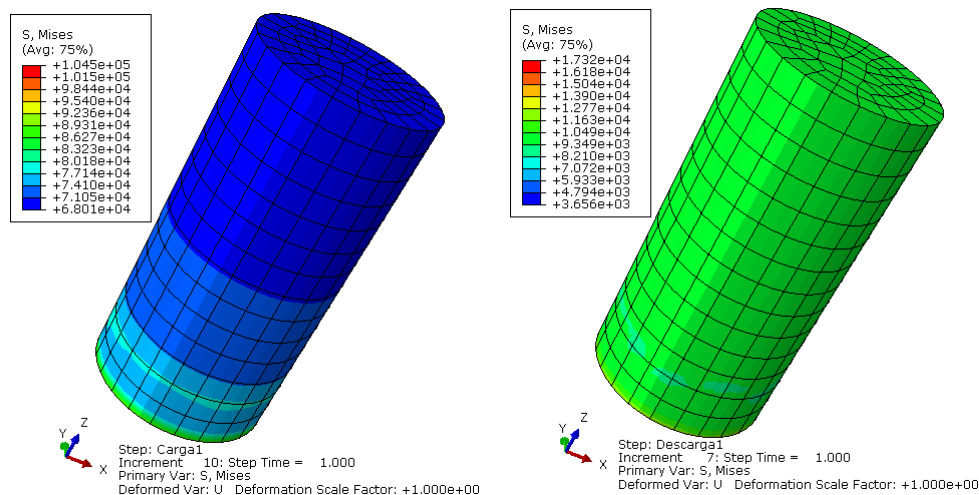 S, Mises
(Avg: 75%)
+1.045e+05
+1.015e+05
+9.844e+04
+9.540e+04
+9.236e+04
+8.931e+04
+8.627e+04
+8.323e+04
+8.018e+04
+7.714e+04
+7.410e+04
+7.105e+04
+6.801e+04
Y
Z
X
Step: Carga1
Increment 10: Step Time = 1.000
Primary Var: S, Mises
Deformed Var: U Deformation Scale Factor: +1.000e+00
S, Mises
(Avg: 75%)
+1.732e+04
+1.618e+04
+1.504e+04
+1.390e+04
+1.277e+04
+1.163e+04
+1.049e+04
+9.349e+03
+8.210e+03
+7.072e+03
+5.933e+03
+4.794e+03
+3.656e+03
Y
Z
X
Step: Descarga1
Increment 7: Step Time = 1.000
Primary Var: S, Mises
Deformed Var: U Deformation Scale Factor: +1.000e+00